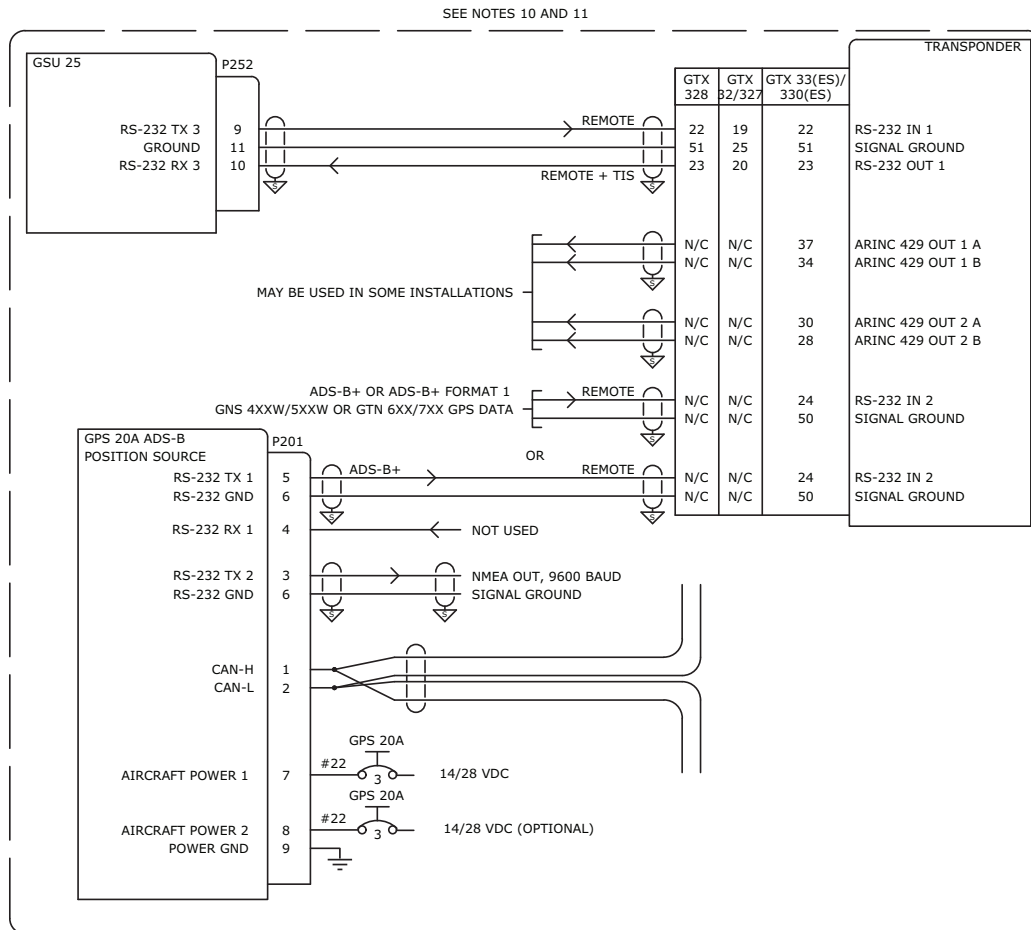 SEE NOTES 10 AND 11
TRANSPONDER
GSU 25
P252
GTX 328
GTX 32/327
GTX 33(ES)/ 330(ES)
RS-232 TX 3 9 REMOTE 22 19 22 RS-232 IN 1
GROUND 11 51 25 51 SIGNAL GROUND
RS-232 RX 3 10 REMOTE + TIS 23 20 23 RS-232 OUT 1
S S
N/C N/C 37 ARINC 429 OUT 1 A
N/C N/C 34 ARINC 429 OUT 1 B
S
MAY BE USED IN SOME INSTALLATIONS
N/C N/C 30 ARINC 429 OUT 2 A
N/C N/C 28 ARINC 429 OUT 2 B
S
ADS-B+ OR ADS-B+ FORMAT 1 REMOTE N/C N/C 24 RS-232 IN 2
GNS 4XXW/5XXW OR GTN 6XX/7XX GPS DATA N/C N/C 50 SIGNAL GROUND
S
GPS 20A ADS-B
POSITION SOURCE
P201
OR
RS-232 TX 1 5 ADS-B+ REMOTE N/C N/C 24 RS-232 IN 2
RS-232 GND 6 N/C N/C 50 SIGNAL GROUND
S S
RS-232 RX 1 4 NOT USED
RS-232 TX 2 3 NMEA OUT, 9600 BAUD
RS-232 GND 6 SIGNAL GROUND
S S
CAN-H 1
CAN-L 2
GPS 20A
AIRCRAFT POWER 1 7 #22 3 14/28 VDC
GPS 20A
AIRCRAFT POWER 2 8 #22 3 14/28 VDC (OPTIONAL)
POWER GND 9